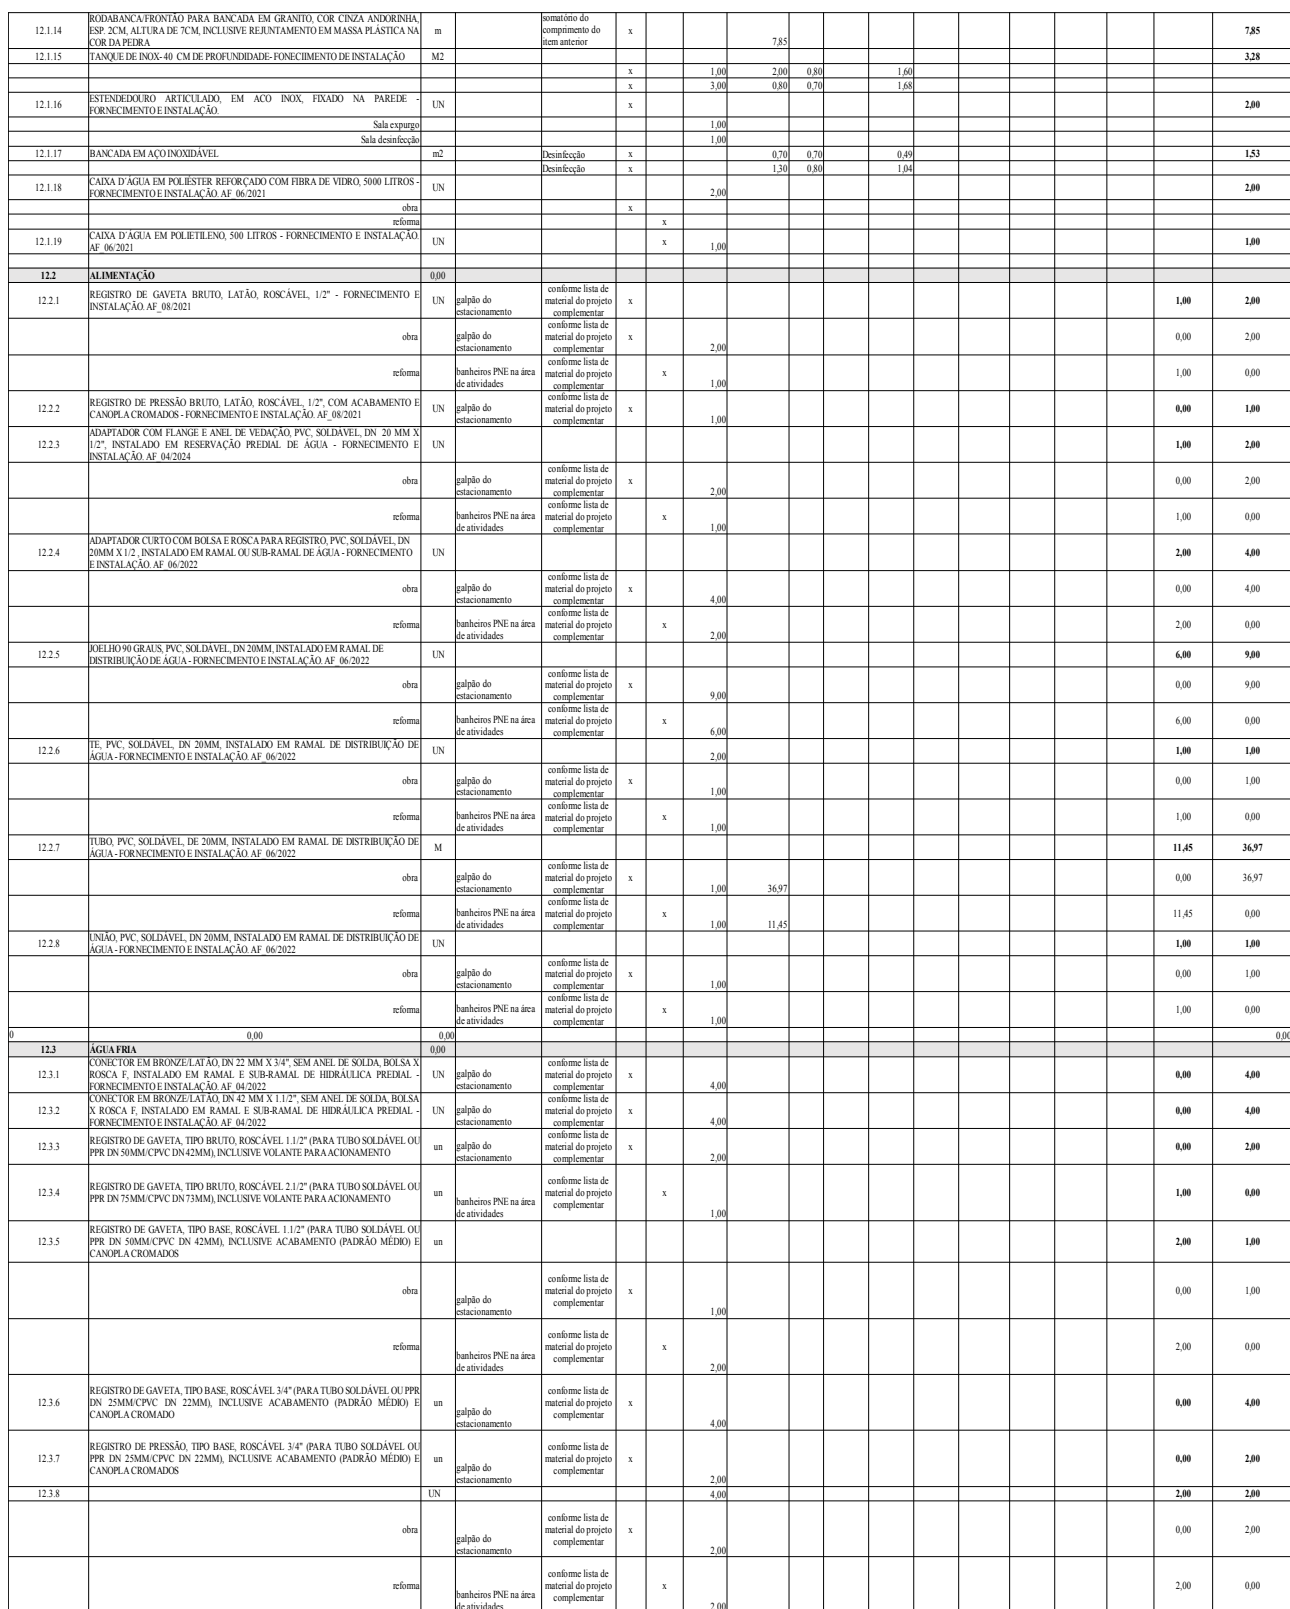 12.1.14 RODABANCA/FRONTÃO PARA BANCADA EM GRANITO, COR CINZA ANDORINHA, ESP. 2CM, ALTURA DE 7CM, INCLUSIVE REJUNTAMENTO EM MASSA PLÁSTICA NA COR DA PEDRA m somatório do comprimento do item anterior x 7,85 7,85
12.1.15 TANQUE DE INOX- 40 CM DE PROFUNDIDADE- FONECIIMENTO DE INSTALAÇÃO M2 3,28
x 1,00 2,00 0,80 1,60
x 3,00 0,80 0,70 1,68
12.1.16 ESTENDEDOURO ARTICULADO, EM ACO INOX, FIXADO NA PAREDE - FORNECIMENTO E INSTALAÇÃO. UN x 2,00
Sala expurgo 1,00
Sala desinfecção 1,00
12.1.17 BANCADA EM AÇO INOXIDÁVEL m2 Desinfecção x 0,70 0,70 0,49 1,53
Desinfecção x 1,30 0,80 1,04
12.1.18 CAIXA D´ÁGUA EM POLIÉSTER REFORÇADO COM FIBRA DE VIDRO, 5000 LITROS - FORNECIMENTO E INSTALAÇÃO. AF_06/2021 UN 2,00 2,00
obra x
reforma x
12.1.19 CAIXA D´ÁGUA EM POLIETILENO, 500 LITROS - FORNECIMENTO E INSTALAÇÃO. AF_06/2021 UN x 1,00 1,00
12.2 ALIMENTAÇÃO 0,00
12.2.1 REGISTRO DE GAVETA BRUTO, LATÃO, ROSCÁVEL, 1/2" - FORNECIMENTO E INSTALAÇÃO. AF_08/2021 UN galpão do estacionamento conforme lista de material do projeto complementar x 1,00 2,00
obra galpão do estacionamento conforme lista de material do projeto complementar x 2,00 0,00 2,00
reforma banheiros PNE na área de atividades conforme lista de material do projeto complementar x 1,00 1,00 0,00
12.2.2 REGISTRO DE PRESSÃO BRUTO, LATÃO, ROSCÁVEL, 1/2", COM ACABAMENTO E CANOPLA CROMADOS - FORNECIMENTO E INSTALAÇÃO. AF_08/2021 UN galpão do estacionamento conforme lista de material do projeto complementar x 1,00 0,00 1,00
12.2.3 ADAPTADOR COM FLANGE E ANEL DE VEDAÇÃO, PVC, SOLDÁVEL, DN 20 MM X 1/2", INSTALADO EM RESERVAÇÃO PREDIAL DE ÁGUA - FORNECIMENTO E INSTALAÇÃO. AF_04/2024 UN 1,00 2,00
obra galpão do estacionamento conforme lista de material do projeto complementar x 2,00 0,00 2,00
reforma banheiros PNE na área de atividades conforme lista de material do projeto complementar x 1,00 1,00 0,00
12.2.4 ADAPTADOR CURTO COM BOLSA E ROSCA PARA REGISTRO, PVC, SOLDÁVEL, DN 20MM X 1/2 , INSTALADO EM RAMAL OU SUB-RAMAL DE ÁGUA - FORNECIMENTO E INSTALAÇÃO. AF_06/2022 UN 2,00 4,00
obra galpão do estacionamento conforme lista de material do projeto complementar x 4,00 0,00 4,00
reforma banheiros PNE na área de atividades conforme lista de material do projeto complementar x 2,00 2,00 0,00
12.2.5 JOELHO 90 GRAUS, PVC, SOLDÁVEL, DN 20MM, INSTALADO EM RAMAL DE DISTRIBUIÇÃO DE ÁGUA - FORNECIMENTO E INSTALAÇÃO. AF_06/2022 UN 6,00 9,00
obra galpão do estacionamento conforme lista de material do projeto complementar x 9,00 0,00 9,00
reforma banheiros PNE na área de atividades conforme lista de material do projeto complementar x 6,00 6,00 0,00
12.2.6 TE, PVC, SOLDÁVEL, DN 20MM, INSTALADO EM RAMAL DE DISTRIBUIÇÃO DE ÁGUA - FORNECIMENTO E INSTALAÇÃO. AF_06/2022 UN 2,00 1,00 1,00
obra galpão do estacionamento conforme lista de material do projeto complementar x 1,00 0,00 1,00
reforma banheiros PNE na área de atividades conforme lista de material do projeto complementar x 1,00 1,00 0,00
12.2.7 TUBO, PVC, SOLDÁVEL, DE 20MM, INSTALADO EM RAMAL DE DISTRIBUIÇÃO DE ÁGUA - FORNECIMENTO E INSTALAÇÃO. AF_06/2022 M 11,45 36,97
obra galpão do estacionamento conforme lista de material do projeto complementar x 1,00 36,97 0,00 36,97
reforma banheiros PNE na área de atividades conforme lista de material do projeto complementar x 1,00 11,45 11,45 0,00
12.2.8 UNIÃO, PVC, SOLDÁVEL, DN 20MM, INSTALADO EM RAMAL DE DISTRIBUIÇÃO DE ÁGUA - FORNECIMENTO E INSTALAÇÃO. AF_06/2022 UN 1,00 1,00
obra galpão do estacionamento conforme lista de material do projeto complementar x 1,00 0,00 1,00
reforma banheiros PNE na área de atividades conforme lista de material do projeto complementar x 1,00 1,00 0,00
0 0,00 0,00 0,00
12.3 ÁGUA FRIA 0,00
12.3.1 CONECTOR EM BRONZE/LATÃO, DN 22 MM X 3/4", SEM ANEL DE SOLDA, BOLSA X ROSCA F, INSTALADO EM RAMAL E SUB-RAMAL DE HIDRÁULICA PREDIAL - FORNECIMENTO E INSTALAÇÃO. AF_04/2022 UN galpão do estacionamento conforme lista de material do projeto complementar x 4,00 0,00 4,00
12.3.2 CONECTOR EM BRONZE/LATÃO, DN 42 MM X 1.1/2", SEM ANEL DE SOLDA, BOLSA X ROSCA F, INSTALADO EM RAMAL E SUB-RAMAL DE HIDRÁULICA PREDIAL - FORNECIMENTO E INSTALAÇÃO. AF_04/2022 UN galpão do estacionamento conforme lista de material do projeto complementar x 4,00 0,00 4,00
12.3.3 REGISTRO DE GAVETA, TIPO BRUTO, ROSCÁVEL 1.1/2" (PARA TUBO SOLDÁVEL OU PPR DN 50MM/CPVC DN 42MM), INCLUSIVE VOLANTE PARA ACIONAMENTO un galpão do estacionamento conforme lista de material do projeto complementar x 2,00 0,00 2,00
12.3.4 REGISTRO DE GAVETA, TIPO BRUTO, ROSCÁVEL 2.1/2" (PARA TUBO SOLDÁVEL OU PPR DN 75MM/CPVC DN 73MM), INCLUSIVE VOLANTE PARA ACIONAMENTO un banheiros PNE na área de atividades conforme lista de material do projeto complementar x 1,00 1,00 0,00
12.3.5 REGISTRO DE GAVETA, TIPO BASE, ROSCÁVEL 1.1/2" (PARA TUBO SOLDÁVEL OU PPR DN 50MM/CPVC DN 42MM), INCLUSIVE ACABAMENTO (PADRÃO MÉDIO) E CANOPLA CROMADOS un 2,00 1,00
obra galpão do estacionamento conforme lista de material do projeto complementar x 1,00 0,00 1,00
reforma banheiros PNE na área de atividades conforme lista de material do projeto complementar x 2,00 2,00 0,00
12.3.6 REGISTRO DE GAVETA, TIPO BASE, ROSCÁVEL 3/4" (PARA TUBO SOLDÁVEL OU PPR DN 25MM/CPVC DN 22MM), INCLUSIVE ACABAMENTO (PADRÃO MÉDIO) E CANOPLA CROMADO un galpão do estacionamento conforme lista de material do projeto complementar x 4,00 0,00 4,00
12.3.7 REGISTRO DE PRESSÃO, TIPO BASE, ROSCÁVEL 3/4" (PARA TUBO SOLDÁVEL OU PPR DN 25MM/CPVC DN 22MM), INCLUSIVE ACABAMENTO (PADRÃO MÉDIO) E CANOPLA CROMADOS un galpão do estacionamento conforme lista de material do projeto complementar x 2,00 0,00 2,00
12.3.8 UN 4,00 2,00 2,00
obra galpão do estacionamento conforme lista de material do projeto complementar x 2,00 0,00 2,00
reforma banheiros PNE na área de atividades conforme lista de material do projeto complementar x 2,00 2,00 0,00